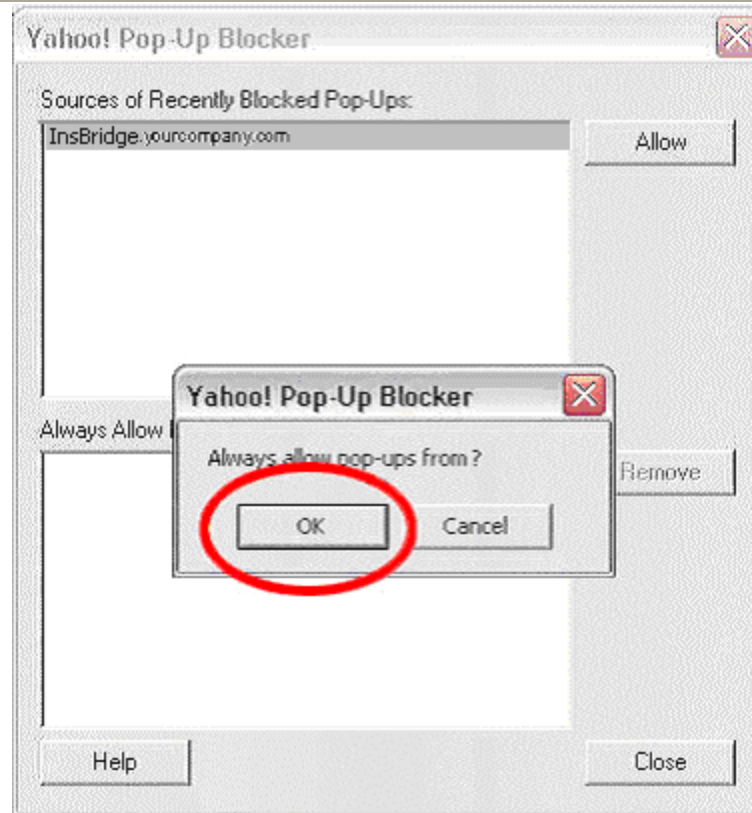 Yahoo! Pop-Up Blocker
Sources of Recently Blocked Pop-Ups:
InsBridge.yourcompany.com
Allow
Yahoo! Pop-Up Blocker
Always Allow
Always allow pop-ups from ?
Remove
OK Cancel
Help Close